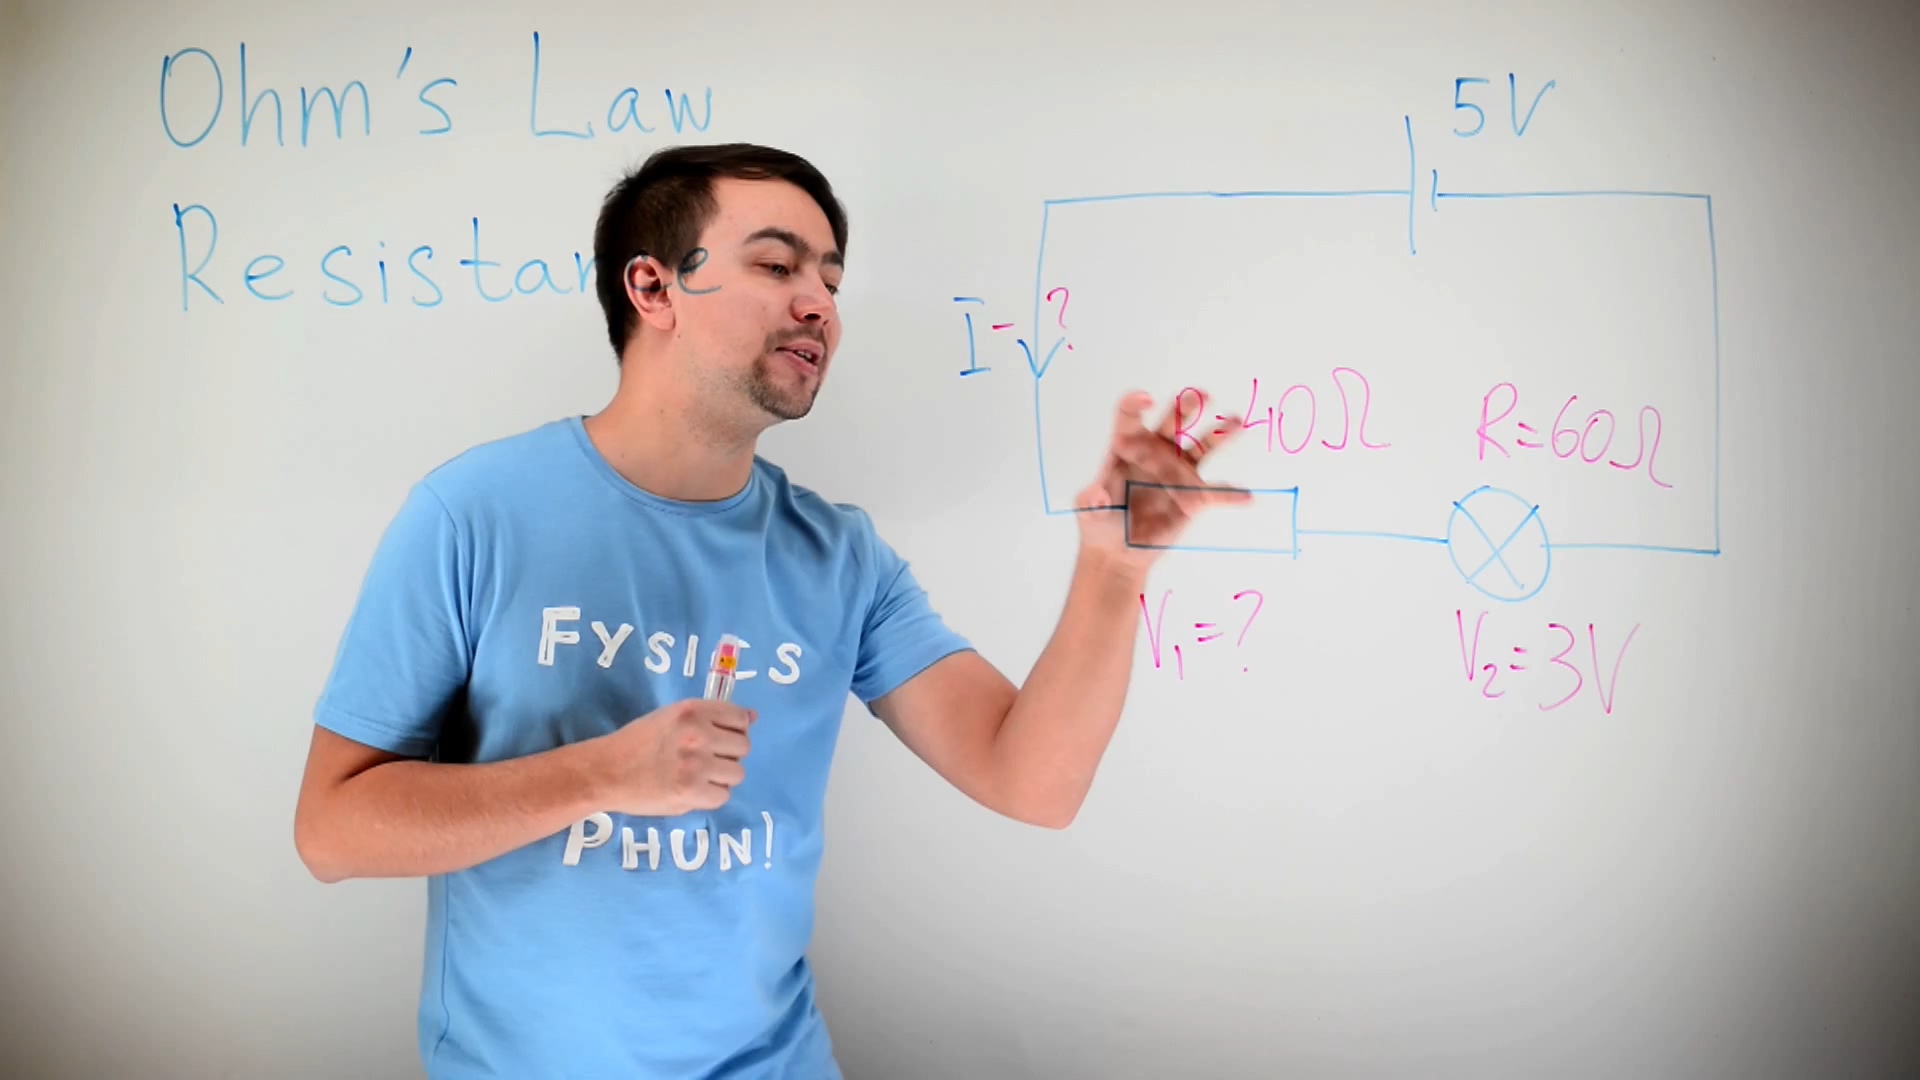 Ohm's Law
Resistance
5V
I - ?
R=40Ω
R=60Ω
V₁=?
V₂=3V
FYSICS
PHUN!